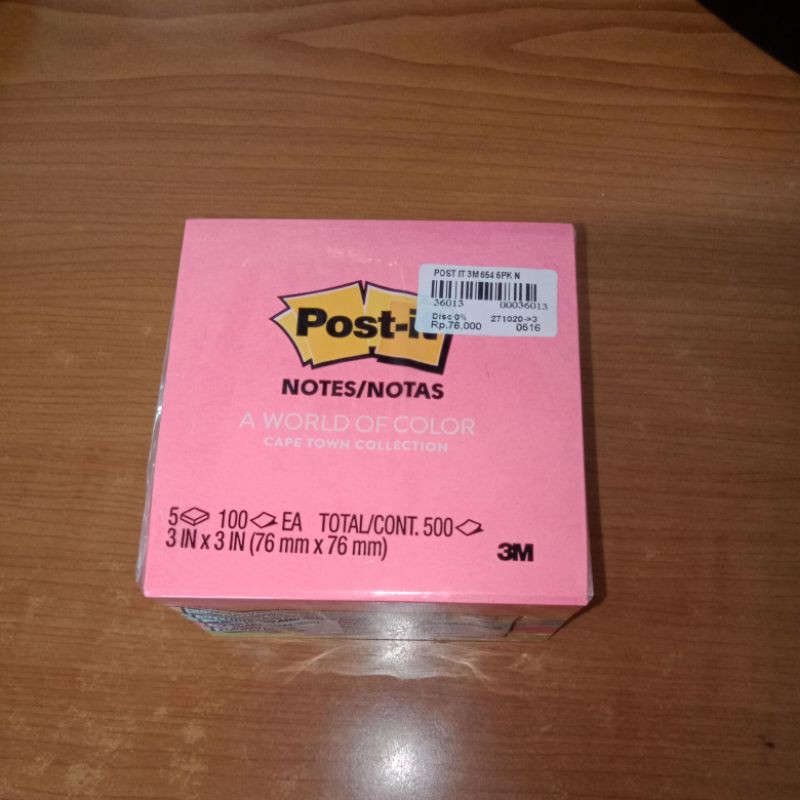 POST IT 3M 654 5PK N
36013 00036013
Disc 0% 271020->3
Rp.76,000 0516
Post-it
NOTES/NOTAS
A WORLD OF COLOR
CAPE TOWN COLLECTION
5 100 EA TOTAL/CONT. 500
3 IN x 3 IN (76 mm x 76 mm)
3M